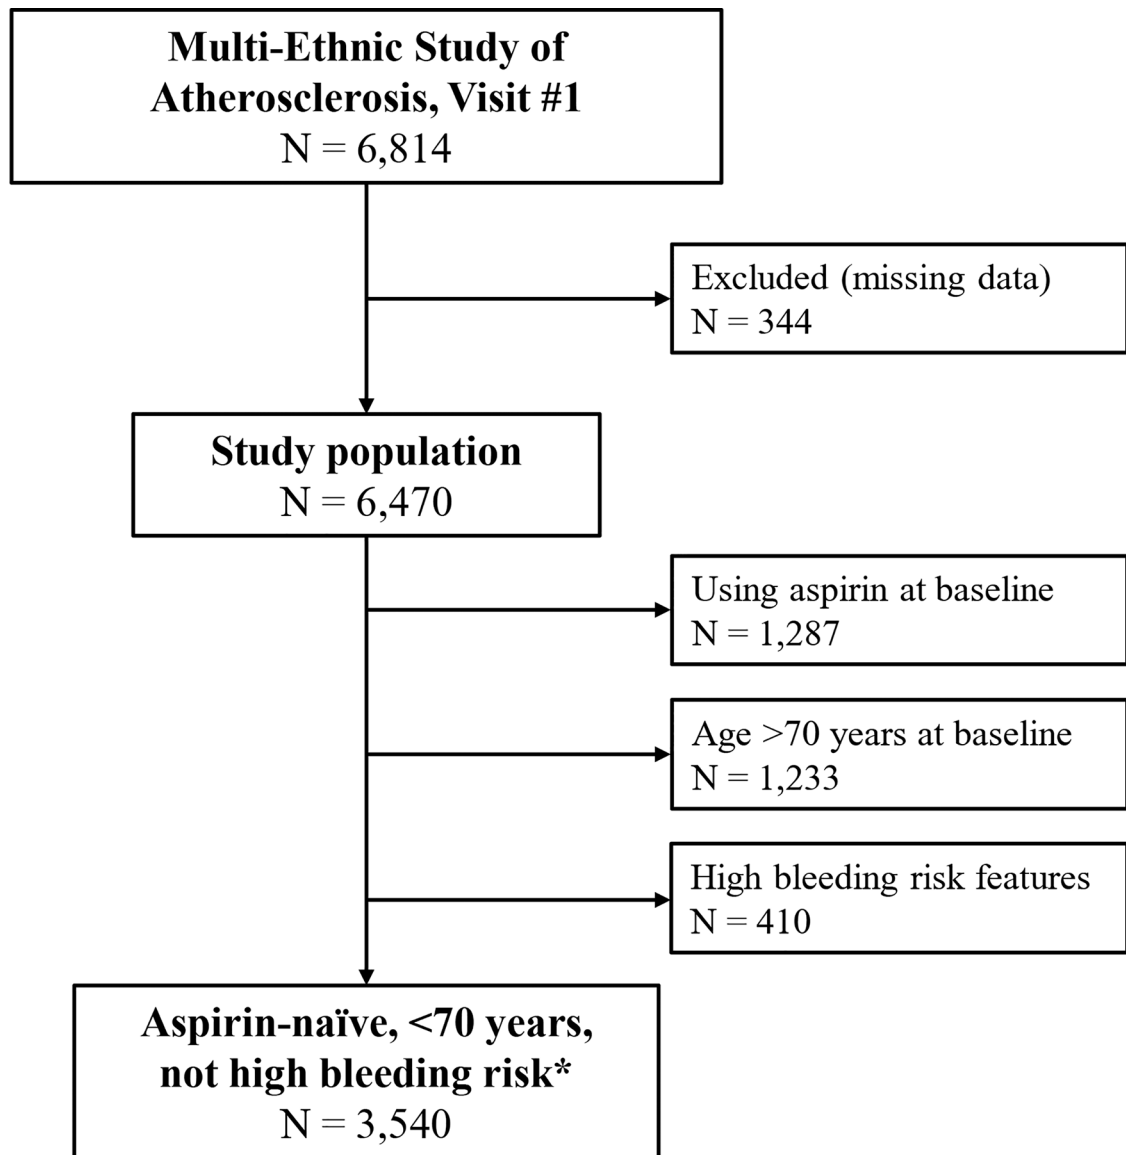 Multi-Ethnic Study of
Atherosclerosis, Visit #1
N = 6,814
Excluded (missing data)
N = 344
Study population
N = 6,470
Using aspirin at baseline
N = 1,287
Age >70 years at baseline
N = 1,233
High bleeding risk features
N = 410
Aspirin-naïve, <70 years,
not high bleeding risk*
N = 3,540